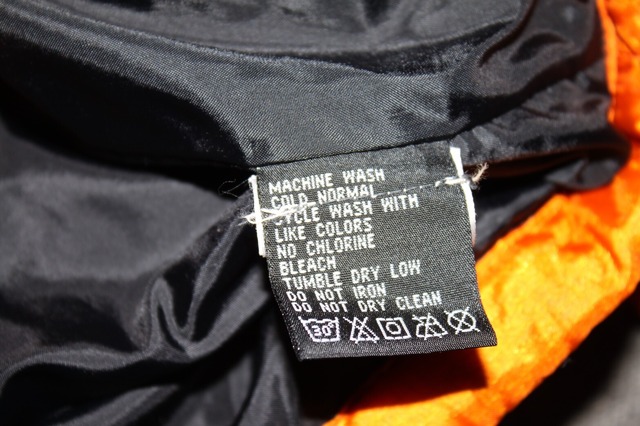 MACHINE WASH
COLD NORMAL
CYCLE WASH WITH
LIKE COLORS
NO CHLORINE
BLEACH
TUMBLE DRY LOW
DO NOT IRON
DO NOT DRY CLEAN
30°